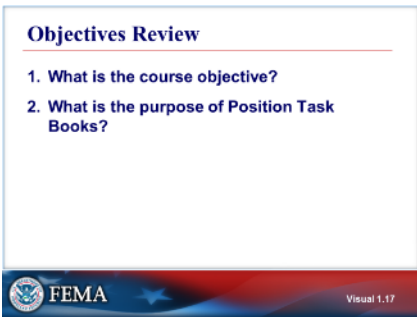 Objectives Review
1. What is the course objective?
2. What is the purpose of Position Task
Books?
FEMA
Visual 1.17